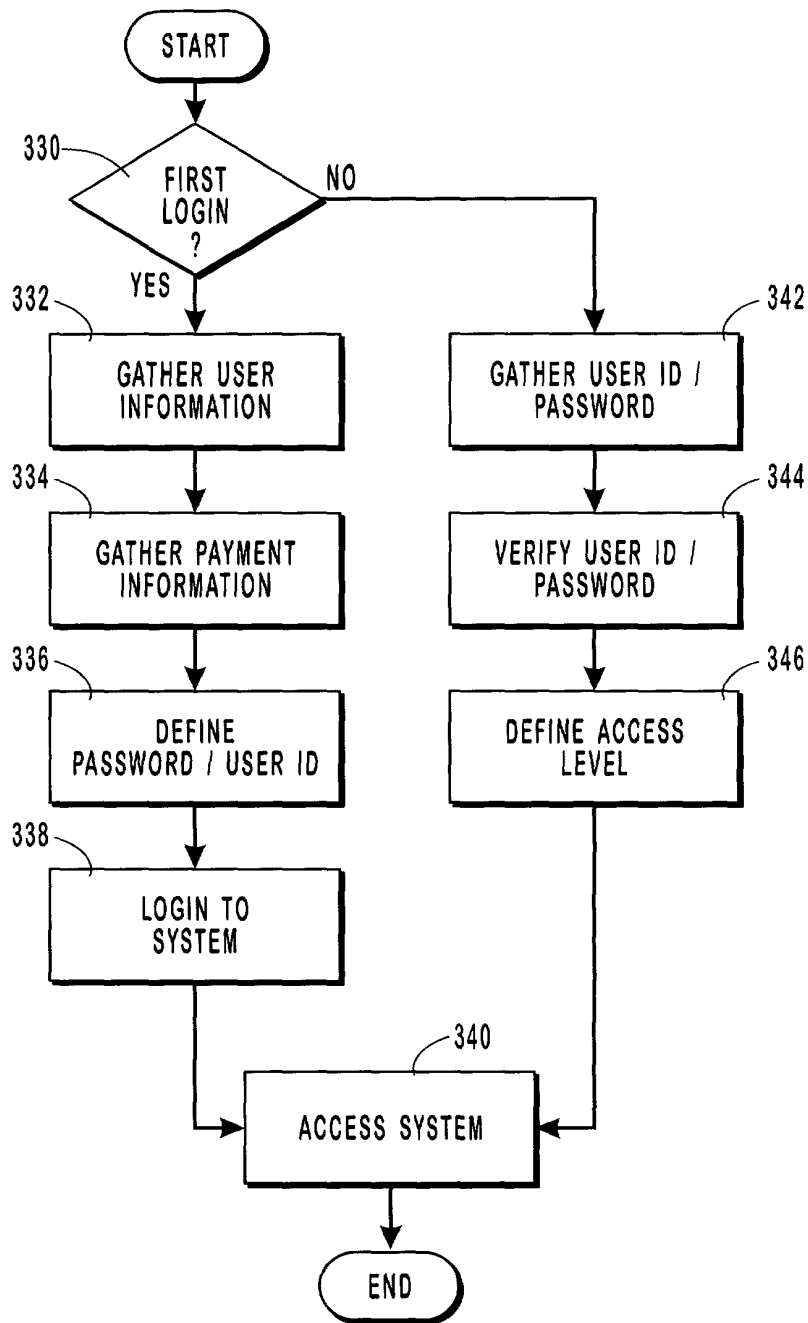 START
330
FIRST
LOGIN
?
NO
YES
332
GATHER USER
INFORMATION
342
GATHER USER ID /
PASSWORD
334
GATHER PAYMENT
INFORMATION
344
VERIFY USER ID /
PASSWORD
336
DEFINE
PASSWORD / USER ID
346
DEFINE ACCESS
LEVEL
338
LOGIN TO
SYSTEM
340
ACCESS SYSTEM
END